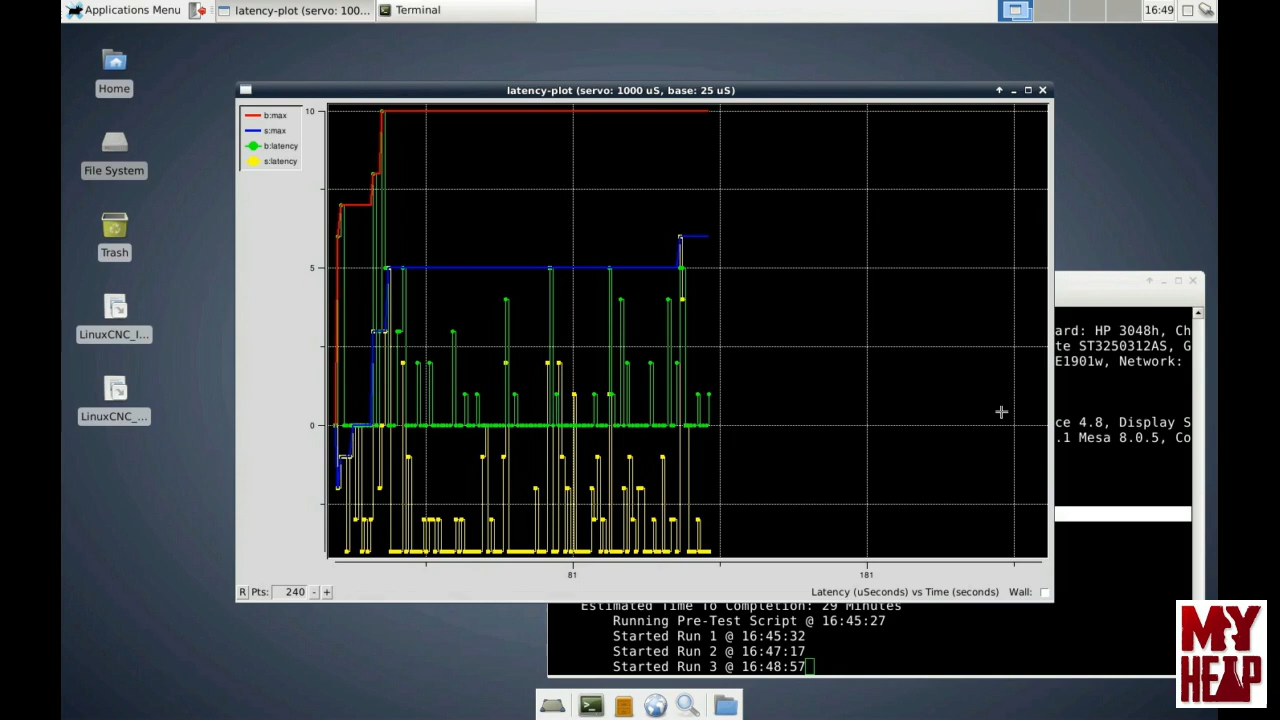 Applications Menu
latency-plot (servo: 100...
Terminal
16:49
Home
File System
Trash
LinuxCNC_I...
LinuxCNC_...
latency-plot (servo: 1000 uS, base: 25 uS)
b:max
s:max
b:latency
s:latency
10
5
0
81
181
R Pts: 240 - +
Latency (uSeconds) vs Time (seconds) Wall:
ard: HP 3048h, Ch
te ST3250312AS, G
E1901w, Network:
ce 4.8, Display S
.1 Mesa 8.0.5, Co
Estimated Time To Completion: 29 Minutes
Running Pre-Test Script @ 16:45:27
Started Run 1 @ 16:45:32
Started Run 2 @ 16:47:17
Started Run 3 @ 16:48:57
MY
HELP